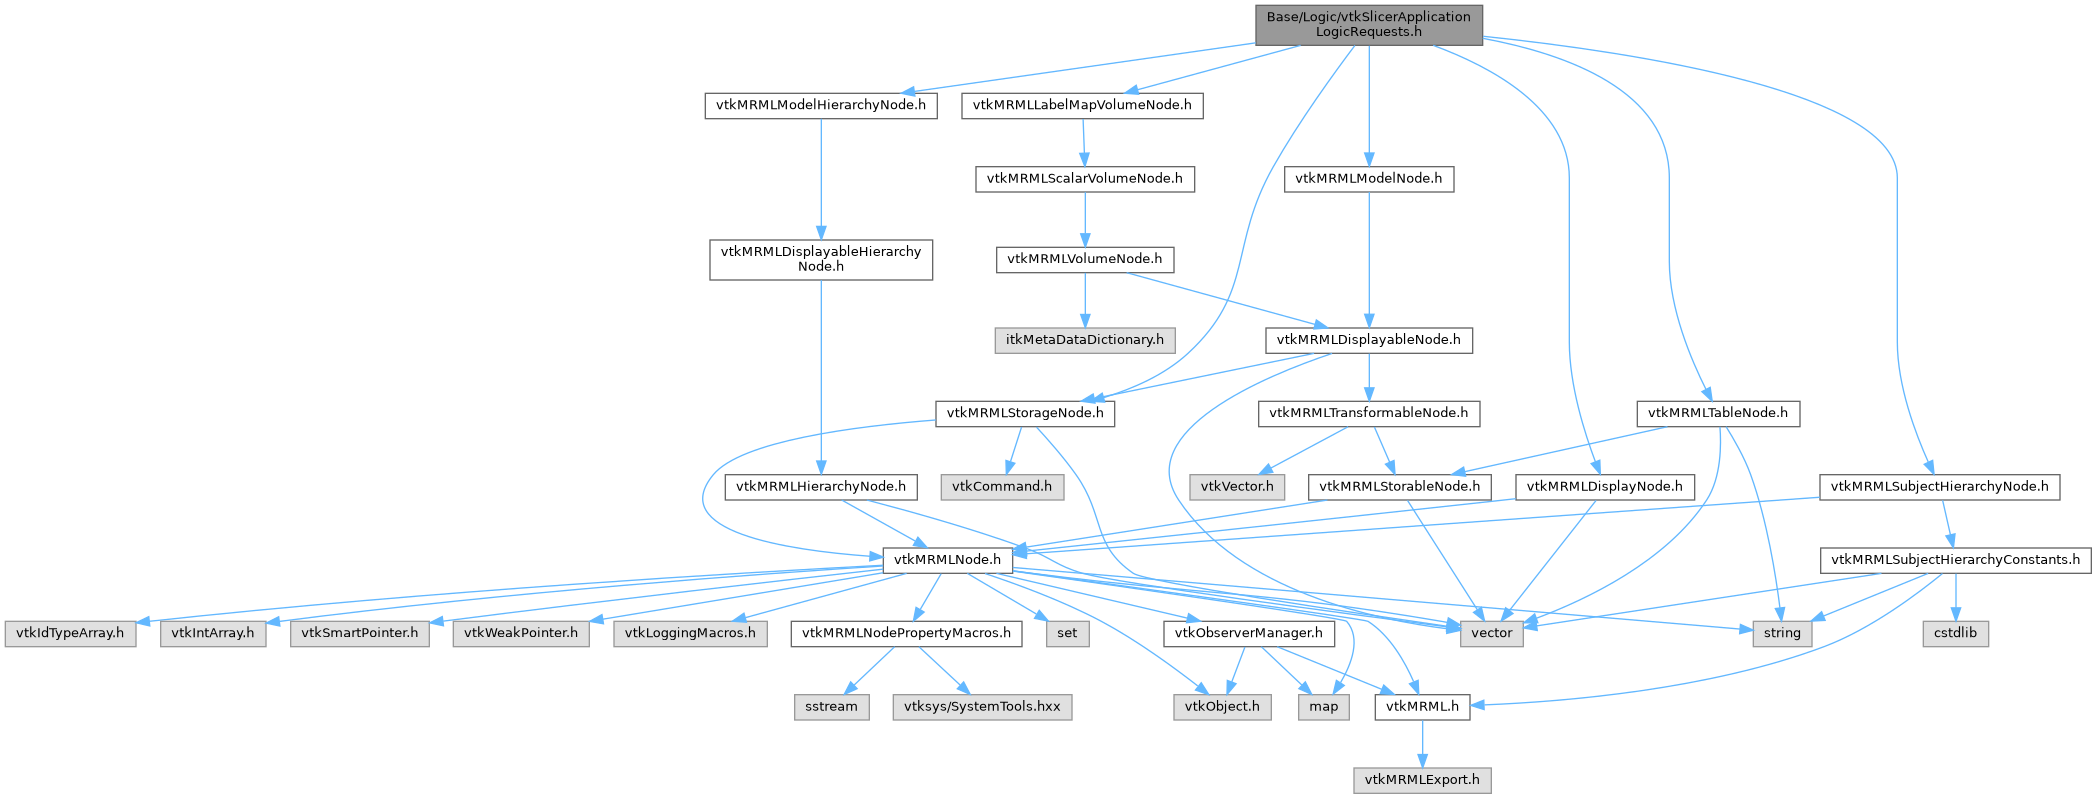 Base/Logic/vtkSlicerApplication
LogicRequests.h
vtkMRMLModelHierarchyNode.h
vtkMRMLLabelMapVolumeNode.h
vtkMRMLScalarVolumeNode.h
vtkMRMLModelNode.h
vtkMRMLDisplayableHierarchy
Node.h
vtkMRMLVolumeNode.h
itkMetaDataDictionary.h
vtkMRMLDisplayableNode.h
vtkMRMLStorageNode.h
vtkMRMLTransformableNode.h
vtkMRMLTableNode.h
vtkMRMLHierarchyNode.h
vtkCommand.h
vtkVector.h
vtkMRMLStorableNode.h
vtkMRMLDisplayNode.h
vtkMRMLSubjectHierarchyNode.h
vtkMRMLNode.h
vtkMRMLSubjectHierarchyConstants.h
vtkIdTypeArray.h
vtkIntArray.h
vtkSmartPointer.h
vtkWeakPointer.h
vtkLoggingMacros.h
vtkMRMLNodePropertyMacros.h
set
vtkObserverManager.h
vector
string
cstdlib
sstream
vtksys/SystemTools.hxx
vtkObject.h
map
vtkMRML.h
vtkMRMLExport.h